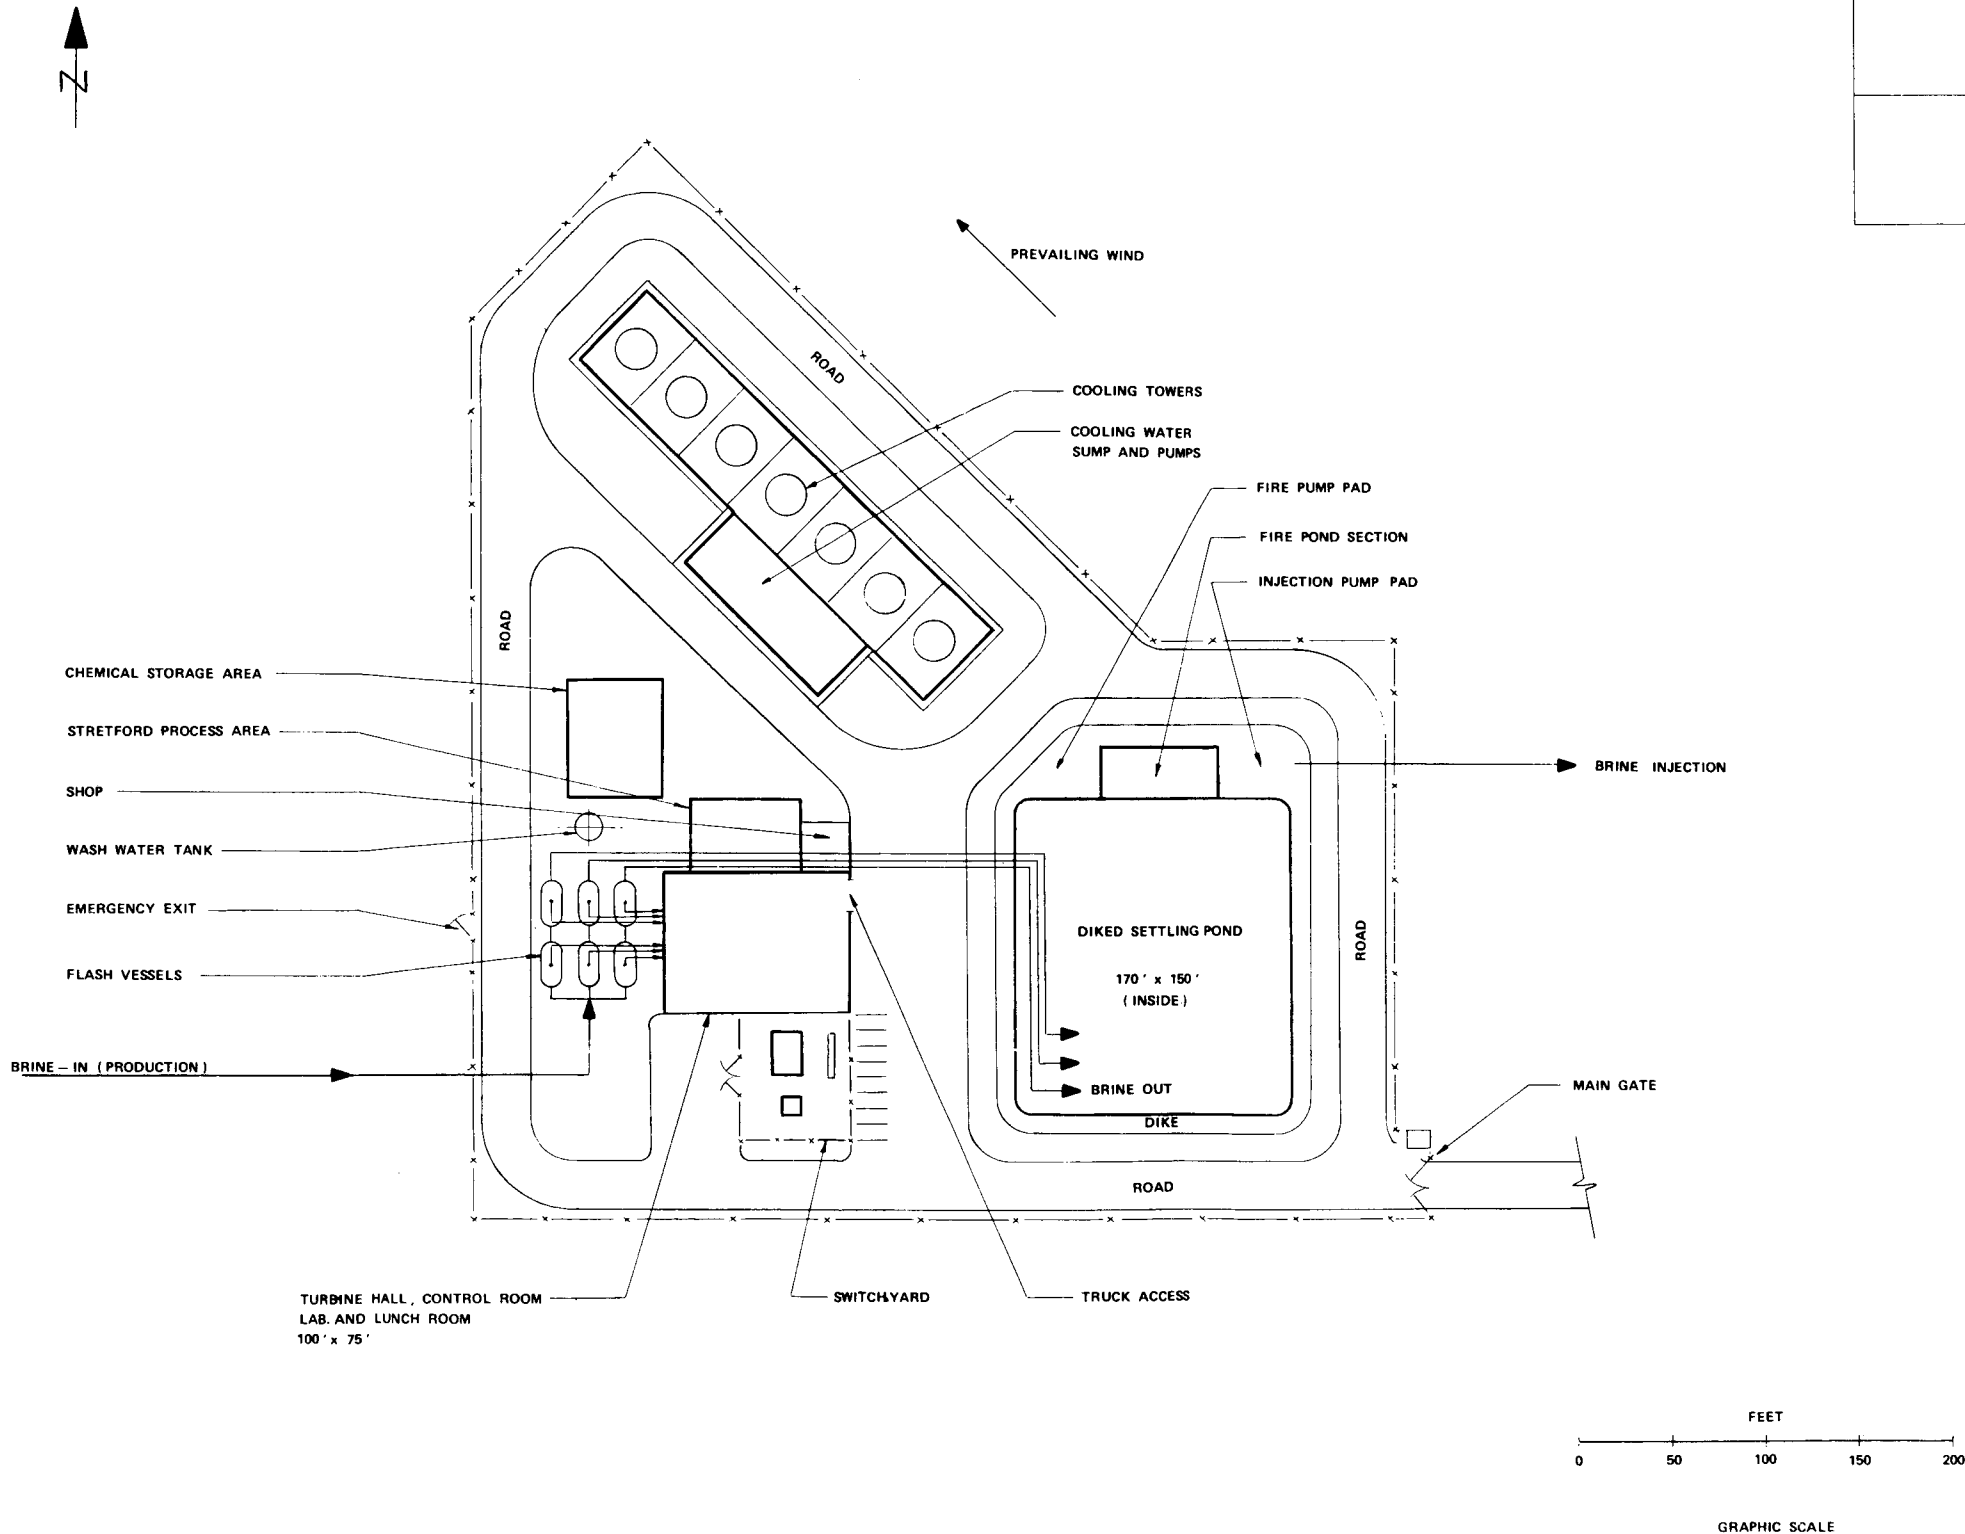 N
PREVAILING WIND
ROAD
COOLING TOWERS
COOLING WATER
SUMP AND PUMPS
FIRE PUMP PAD
FIRE POND SECTION
INJECTION PUMP PAD
ROAD
CHEMICAL STORAGE AREA
STRETFORD PROCESS AREA
BRINE INJECTION
SHOP
WASH WATER TANK
EMERGENCY EXIT
FLASH VESSELS
DIKED SETTLING POND
170' x 150'
(INSIDE)
ROAD
BRINE - IN (PRODUCTION)
BRINE OUT
DIKE
MAIN GATE
ROAD
TURBINE HALL, CONTROL ROOM
LAB. AND LUNCH ROOM
100' x 75'
SWITCHYARD
TRUCK ACCESS
FEET
0 50 100 150 200
GRAPHIC SCALE